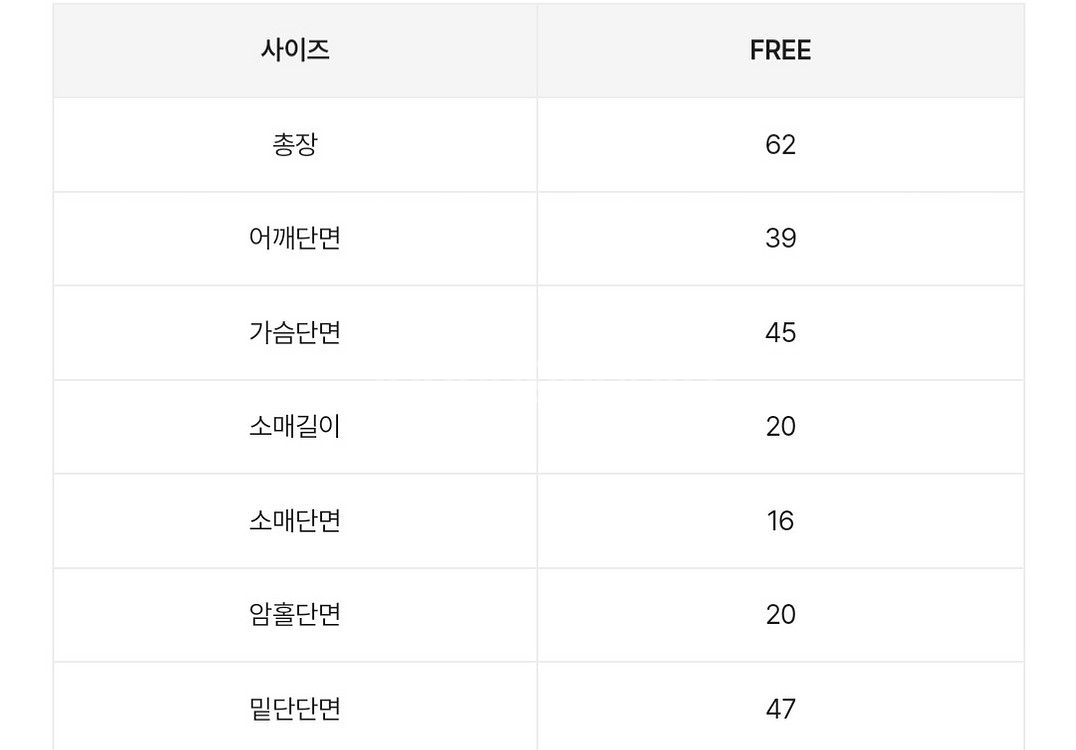 사이즈 FREE
총장 62
어깨단면 39
가슴단면 45
소매길이 20
소매단면 16
암홀단면 20
밑단단면 47